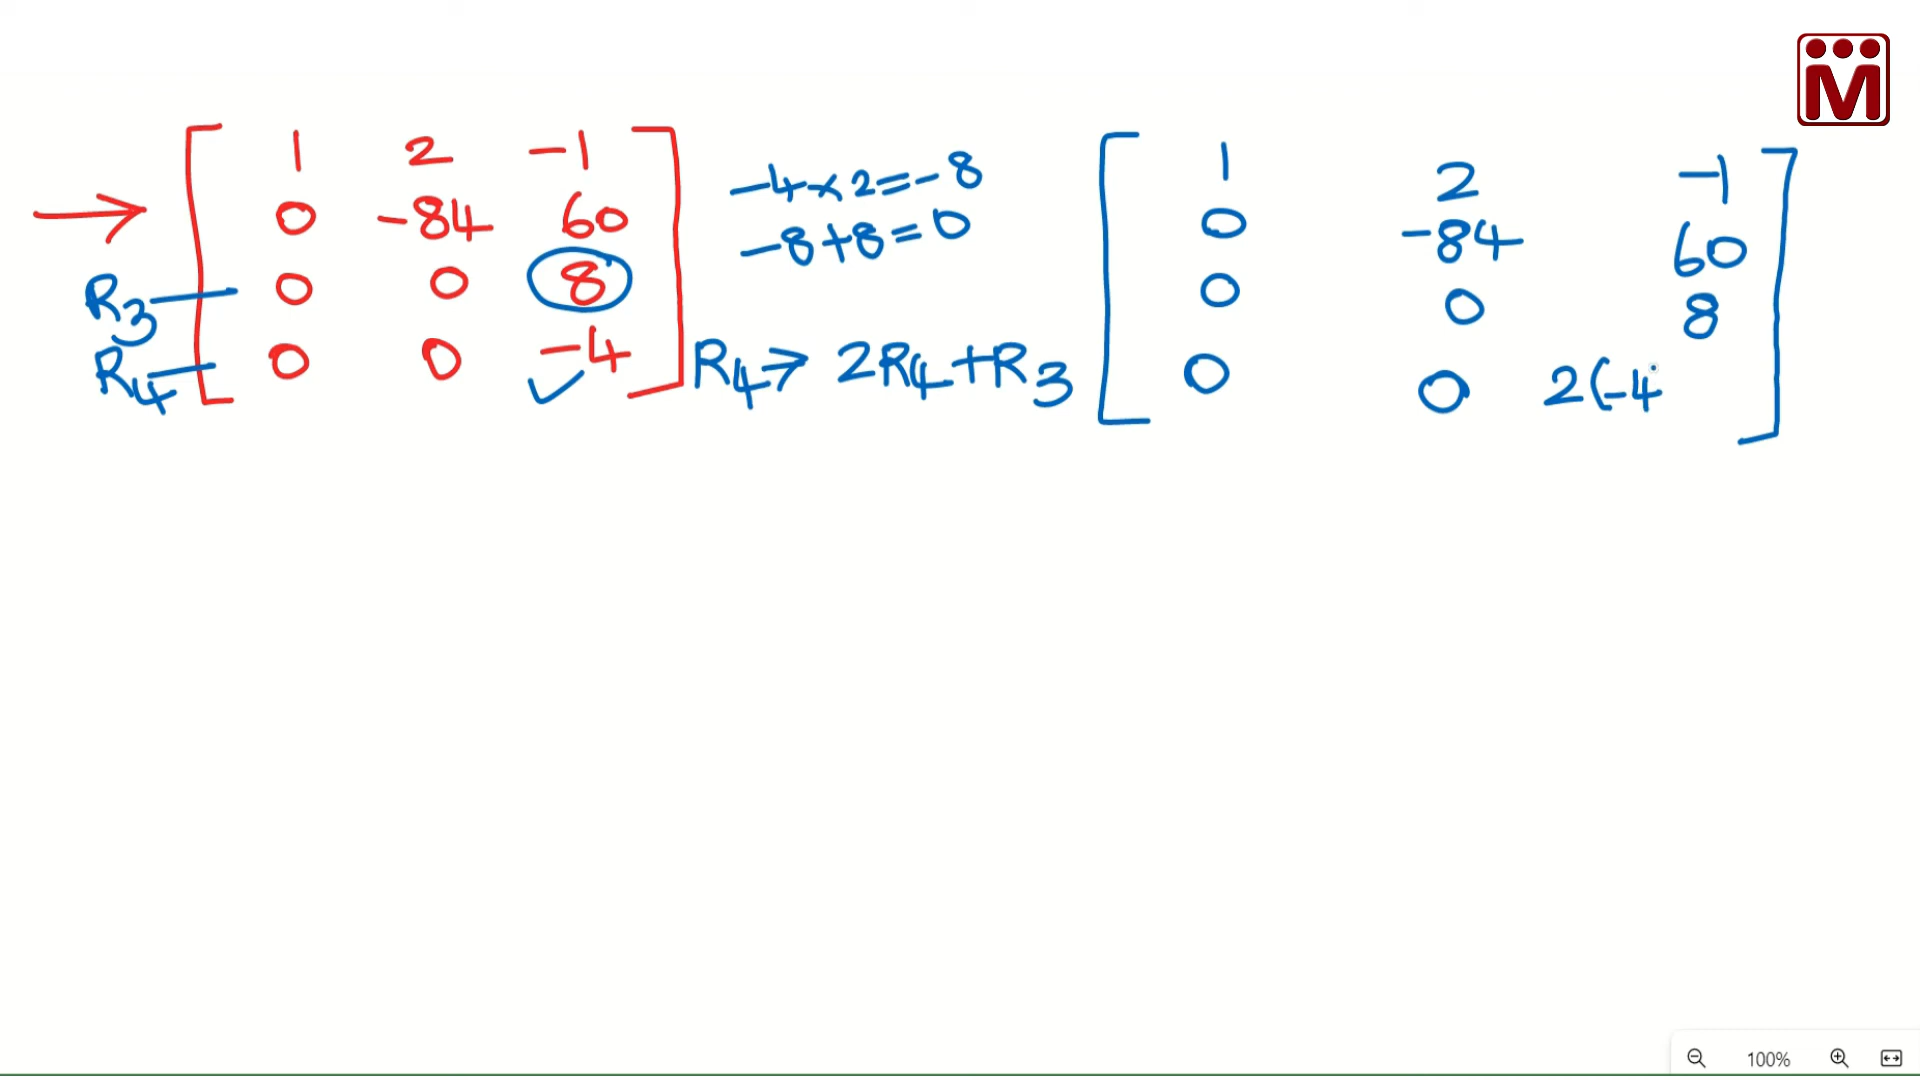 1 2 -1
0 -84 60
R3 0 0 8
R4 0 0 -4
-4×2=-8
-8+8=0
R4→ 2R4+R3
1 2 -1
0 -84 60
0 0 8
0 0 2(-4
M
100%